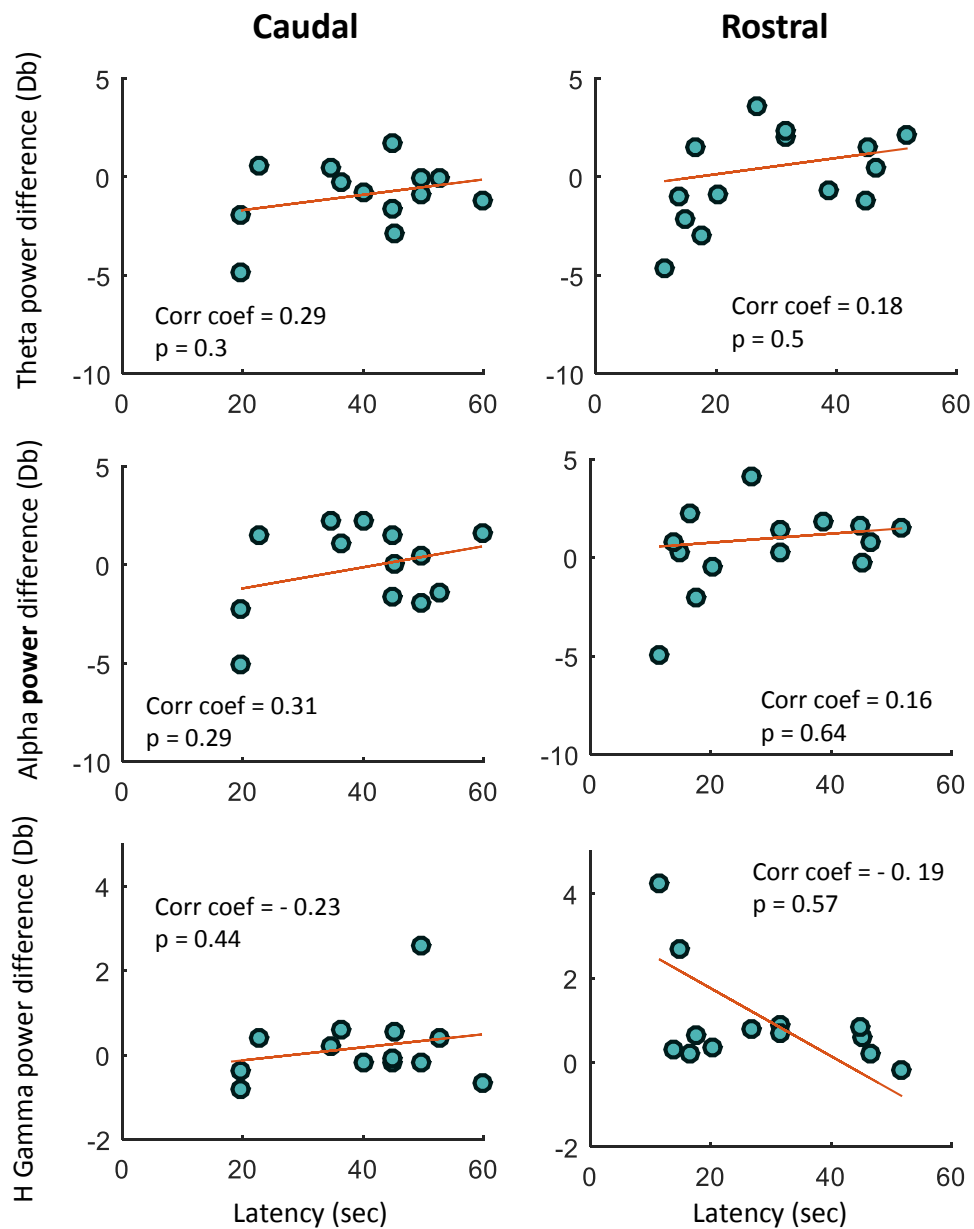 Caudal
Rostral
Theta power difference (Db)
5
0
-5
-10
0
20
40
60
Corr coef = 0.29
p = 0.3
5
0
-5
-10
0
20
40
60
Corr coef = 0.18
p = 0.5
Alpha power difference (Db)
5
0
-5
-10
0
20
40
60
Corr coef = 0.31
p = 0.29
5
0
-5
-10
0
20
40
60
Corr coef = 0.16
p = 0.64
H Gamma power difference (Db)
4
2
0
-2
0
20
40
60
Corr coef = - 0.23
p = 0.44
Latency (sec)
4
2
0
-2
0
20
40
60
Corr coef = - 0. 19
p = 0.57
Latency (sec)